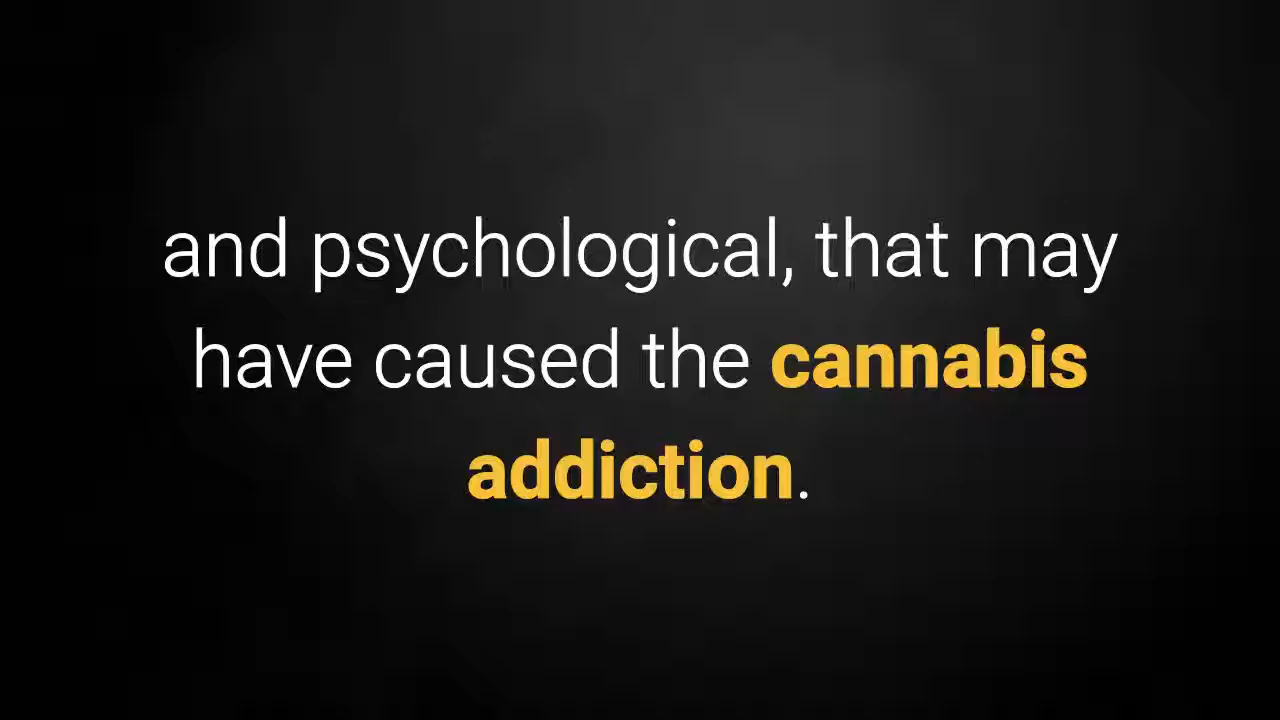 and psychological, that may
have caused the cannabis
addiction.